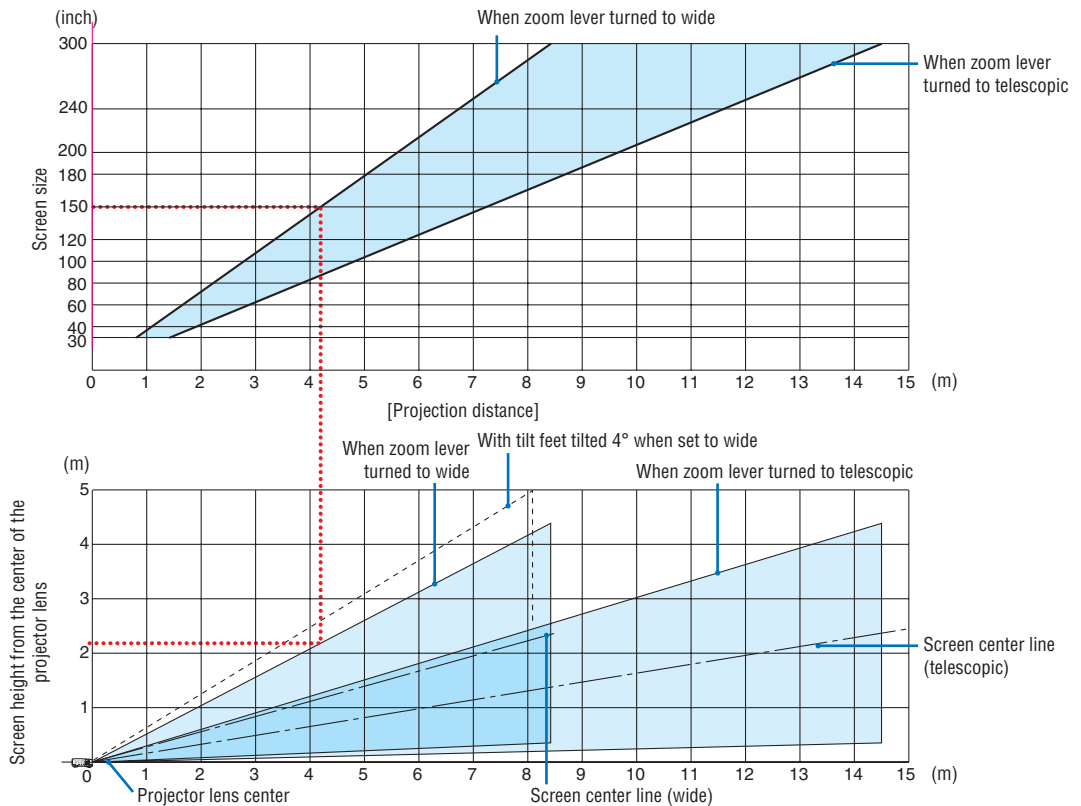 (inch)
When zoom lever turned to wide
300
When zoom lever
turned to telescopic
240
200
180
150
120
100
80
60
40
30
Screen size
0 1 2 3 4 5 6 7 8 9 10 11 12 13 14 15 (m)
[Projection distance]
(m)
When zoom lever
turned to wide
With tilt feet tilted 4° when set to wide
When zoom lever turned to telescopic
5
4
3
2
1
Screen height from the center of the
projector lens
Screen center line
(telescopic)
0 1 2 3 4 5 6 7 8 9 10 11 12 13 14 15 (m)
Projector lens center
Screen center line (wide)